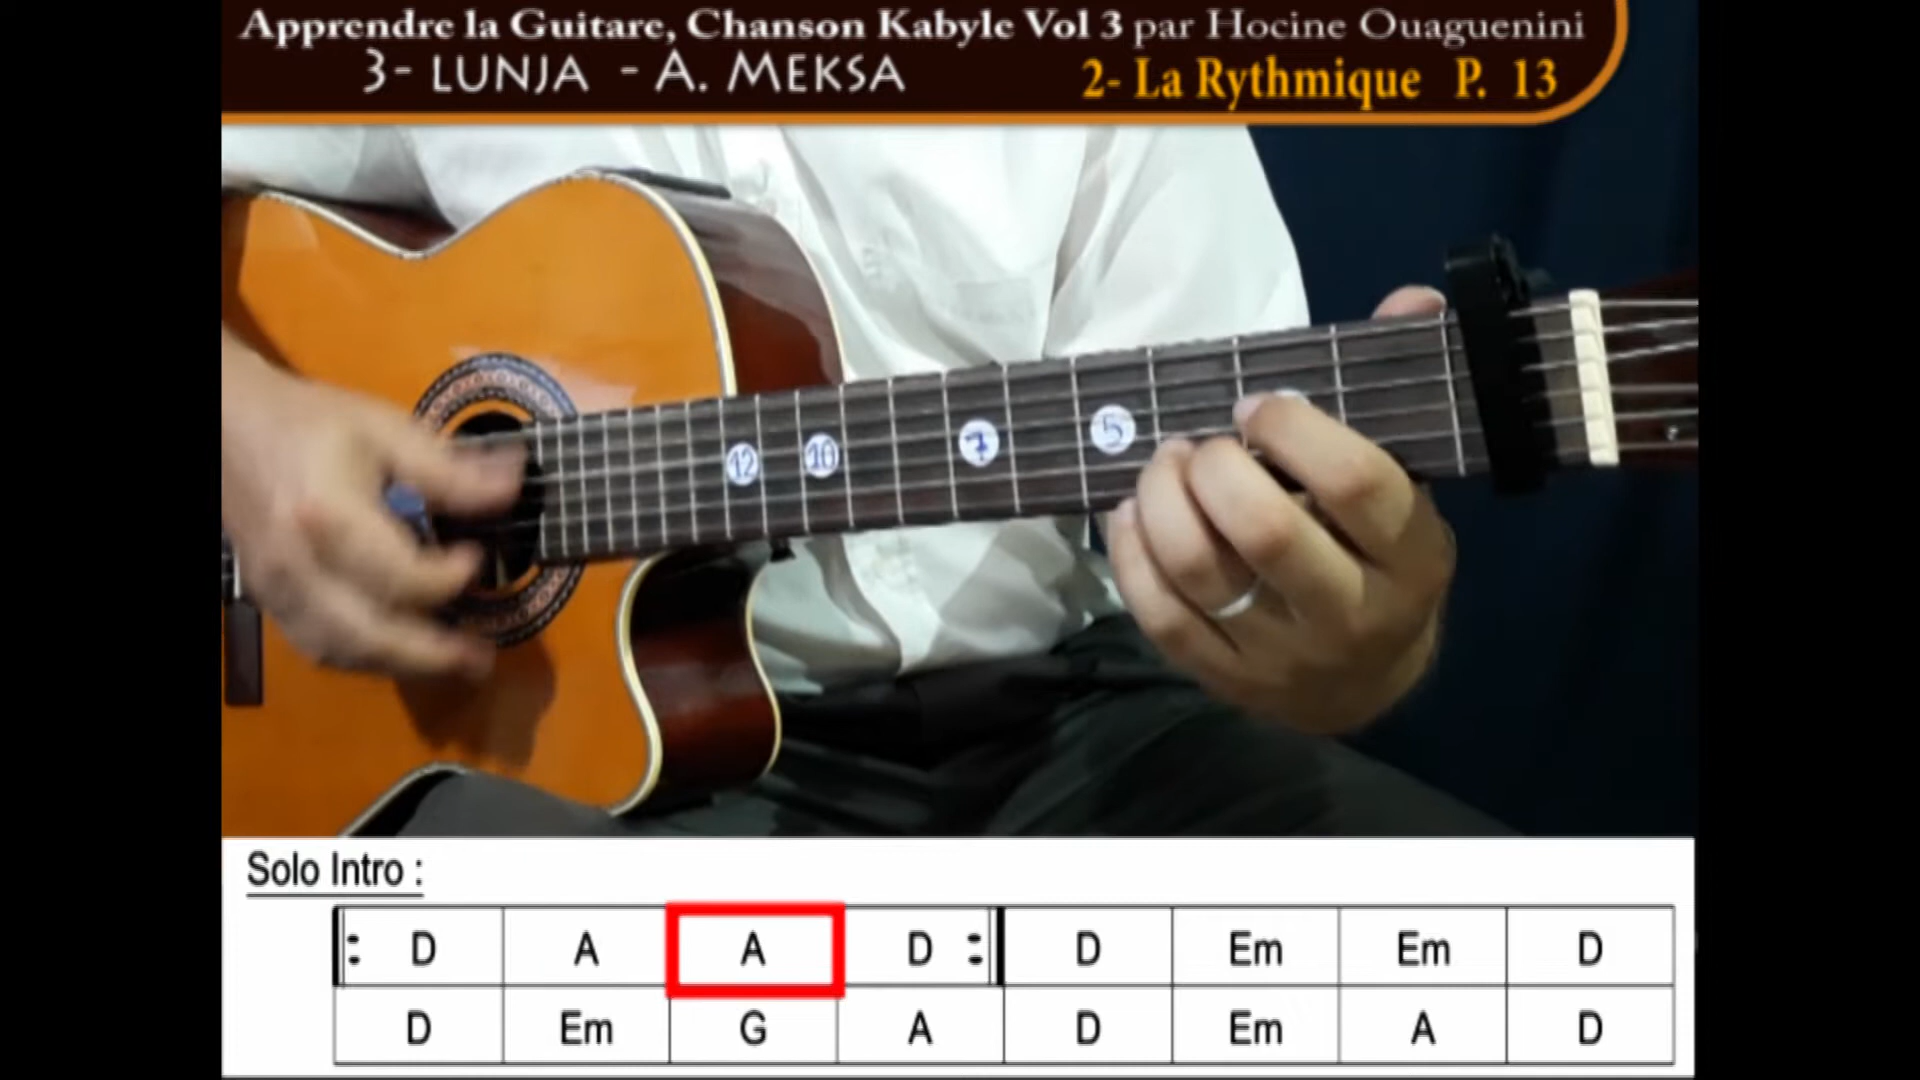 Apprendre la Guitare, Chanson Kabyle Vol 3 par Hocine Ouaguenini
3- LUNJA - A. MEKSA 2- La Rythmique P. 13
12 10 7 5
Solo Intro :
D A A D D Em Em D
D Em G A D Em A D